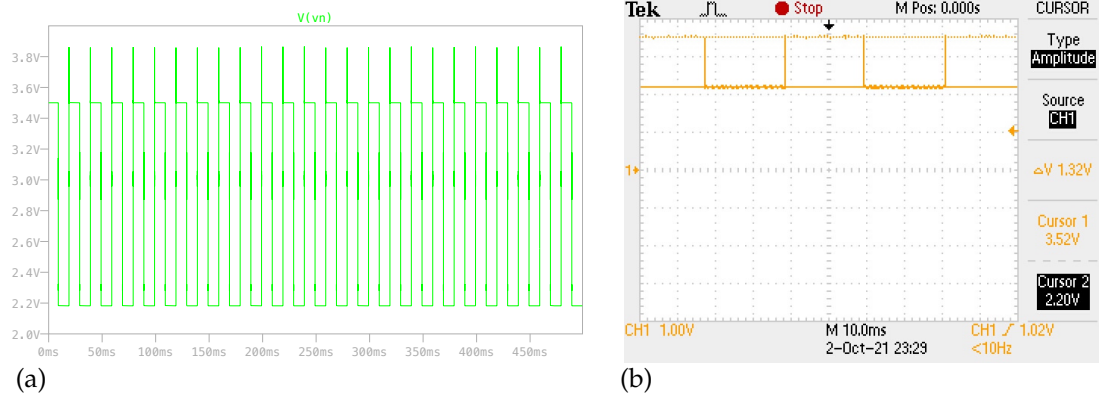 V(vn)
3.8V
3.6V
3.4V
3.2V
3.0V
2.8V
2.6V
2.4V
2.2V
2.0V
0ms 50ms 100ms 150ms 200ms 250ms 300ms 350ms 400ms 450ms
(a)
Tek Stop M Pos: 0.000s CURSOR
Type
Amplitude
Source
CH1
△V 1.32V
Cursor 1
3.52V
Cursor 2
2.20V
1
CH1 1.00V M 10.0ms CH1 1.02V
2-Oct-21 23:29 <10Hz
(b)